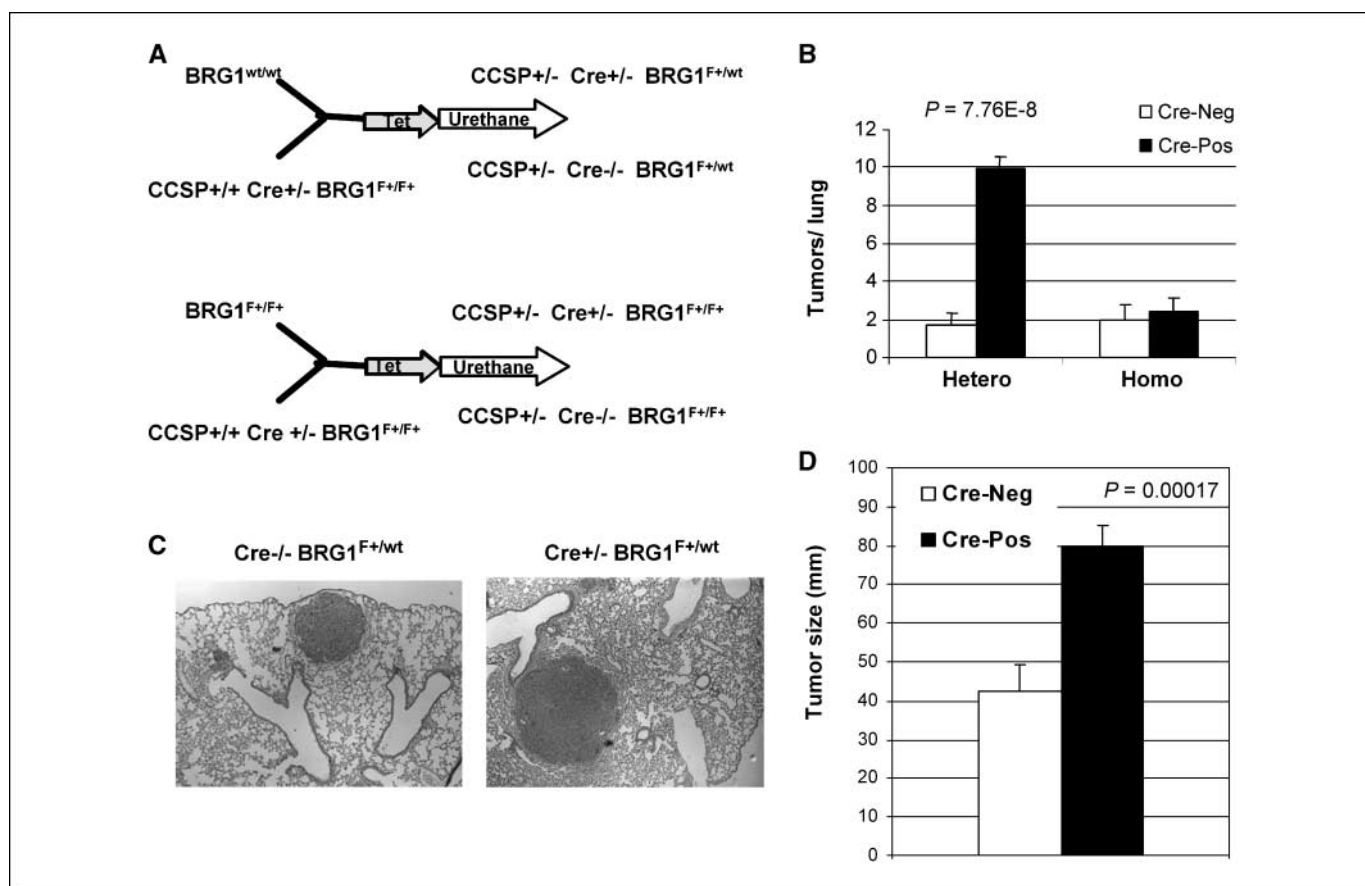 A
BRG1wt/wt
CCSP+/- Cre+/- BRG1F+/wt
Tet
Urethane
CCSP+/- Cre-/- BRG1F+/wt
CCSP+/+ Cre+/- BRG1F+/F+
BRG1F+/F+
CCSP+/- Cre+/- BRG1F+/F+
Tet
Urethane
CCSP+/- Cre-/- BRG1F+/F+
CCSP+/+ Cre +/- BRG1F+/F+
B
P = 7.76E-8
Cre-Neg
Cre-Pos
Tumors/ lung
12
10
8
6
4
2
0
Hetero Homo
C
Cre-/- BRG1F+/wt
Cre+/- BRG1F+/wt
D
Cre-Neg
Cre-Pos
P = 0.00017
Tumor size (mm)
100
90
80
70
60
50
40
30
20
10
0